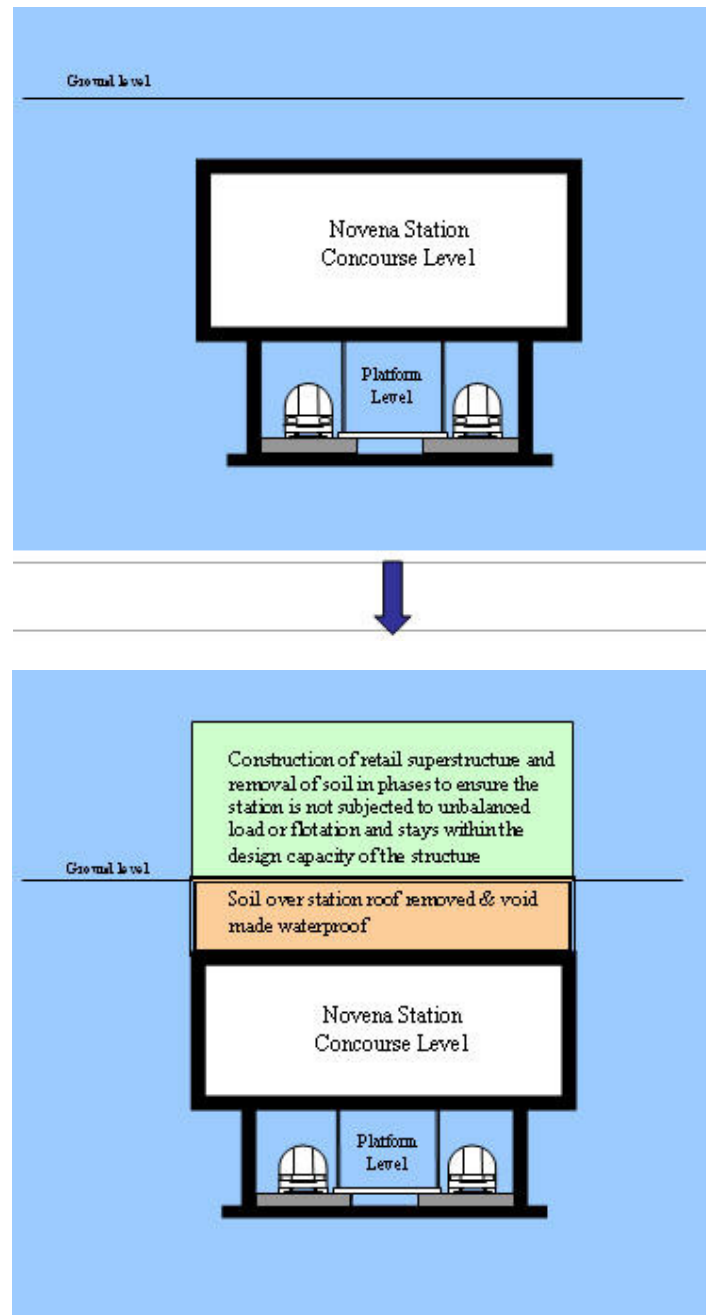 Ground level
Novena Station
Concourse Level
Platform
Level
Construction of retail superstructure and
removal of soil in phases to ensure the
station is not subjected to unbalanced
load or flotation and stays within the
design capacity of the structure
Ground level
Soil over station roof removed & void
made waterproof
Novena Station
Concourse Level
Platform
Level